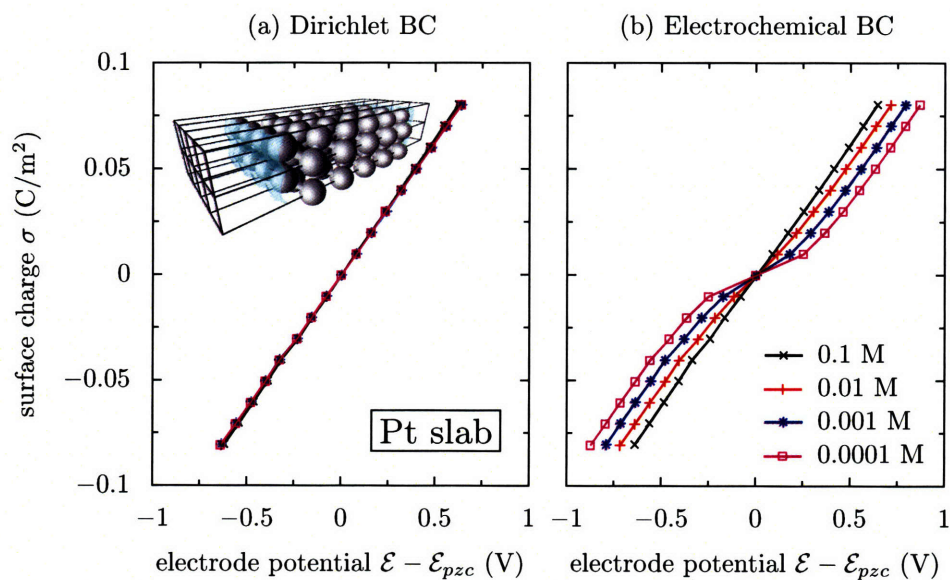 (a) Dirichlet BC
(b) Electrochemical BC
surface charge σ (C/m²)
0.1
0.05
0
−0.05
−0.1
Pt slab
0.1 M
0.01 M
0.001 M
0.0001 M
−1 −0.5 0 0.5 1
−1 −0.5 0 0.5 1
electrode potential ℰ − ℰpzc (V)
electrode potential ℰ − ℰpzc (V)